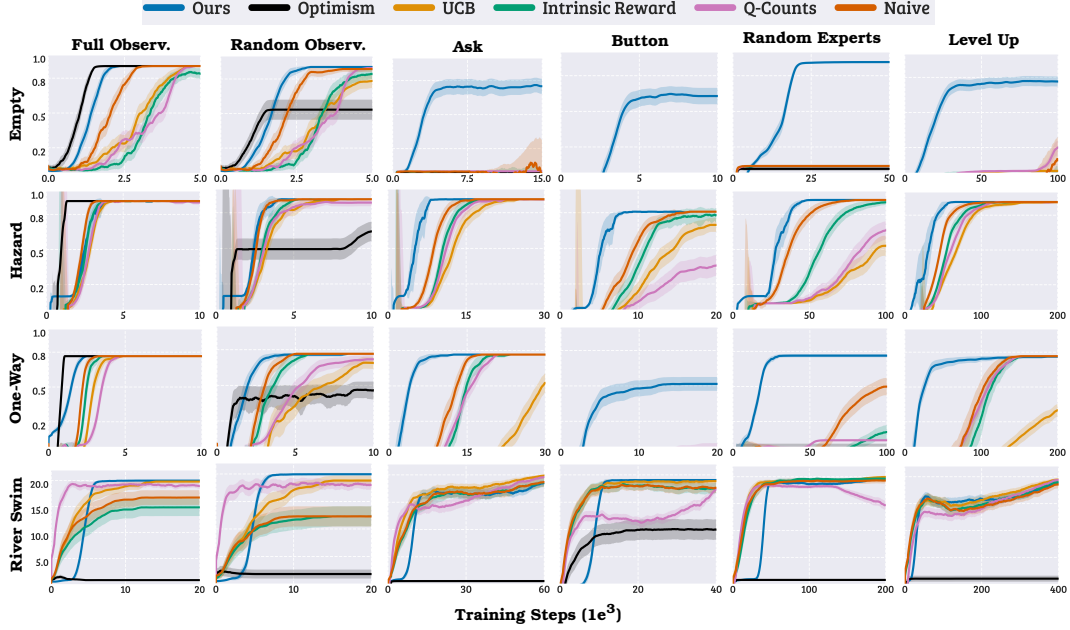 Ours Optimism UCB Intrinsic Reward Q-Counts Naive
Full Observ. Random Observ. Ask Button Random Experts Level Up
Empty
1.0
0.8
0.5
0.2
0.0 2.5 5.0 0.0 2.5 5.0 0 7.5 15.0 0 5 10 0 25 50 0 50 100
Hazard
1.0
0.8
0.5
0.2
0 5 10 0 5 10 0 15 30 0 10 20 0 50 100 0 100 200
One-Way
1.0
0.8
0.5
0.2
0 5 10 0 5 10 0 15 30 0 10 20 0 50 100 0 100 200
River Swim
20.0
15.0
10.0
5.0
0 10 20 0 10 20 0 30 60 0 20 40 0 100 200 0 200 400
Training Steps (1e³)